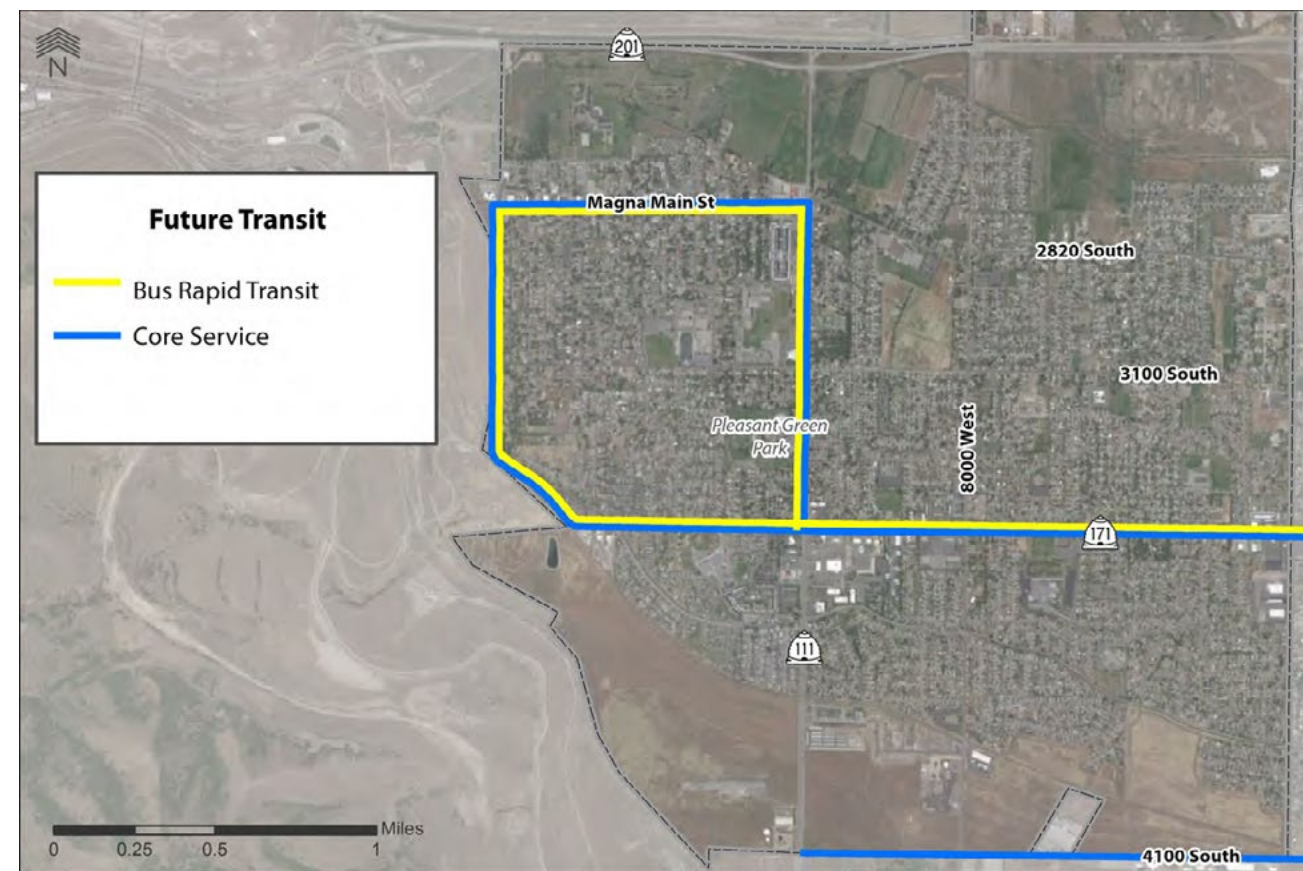 N
201
Future Transit
Bus Rapid Transit
Core Service
Magna Main St
2820 South
3100 South
Pleasant Green
Park
8000 West
171
111
Miles
0 0.25 0.5 1
4100 South